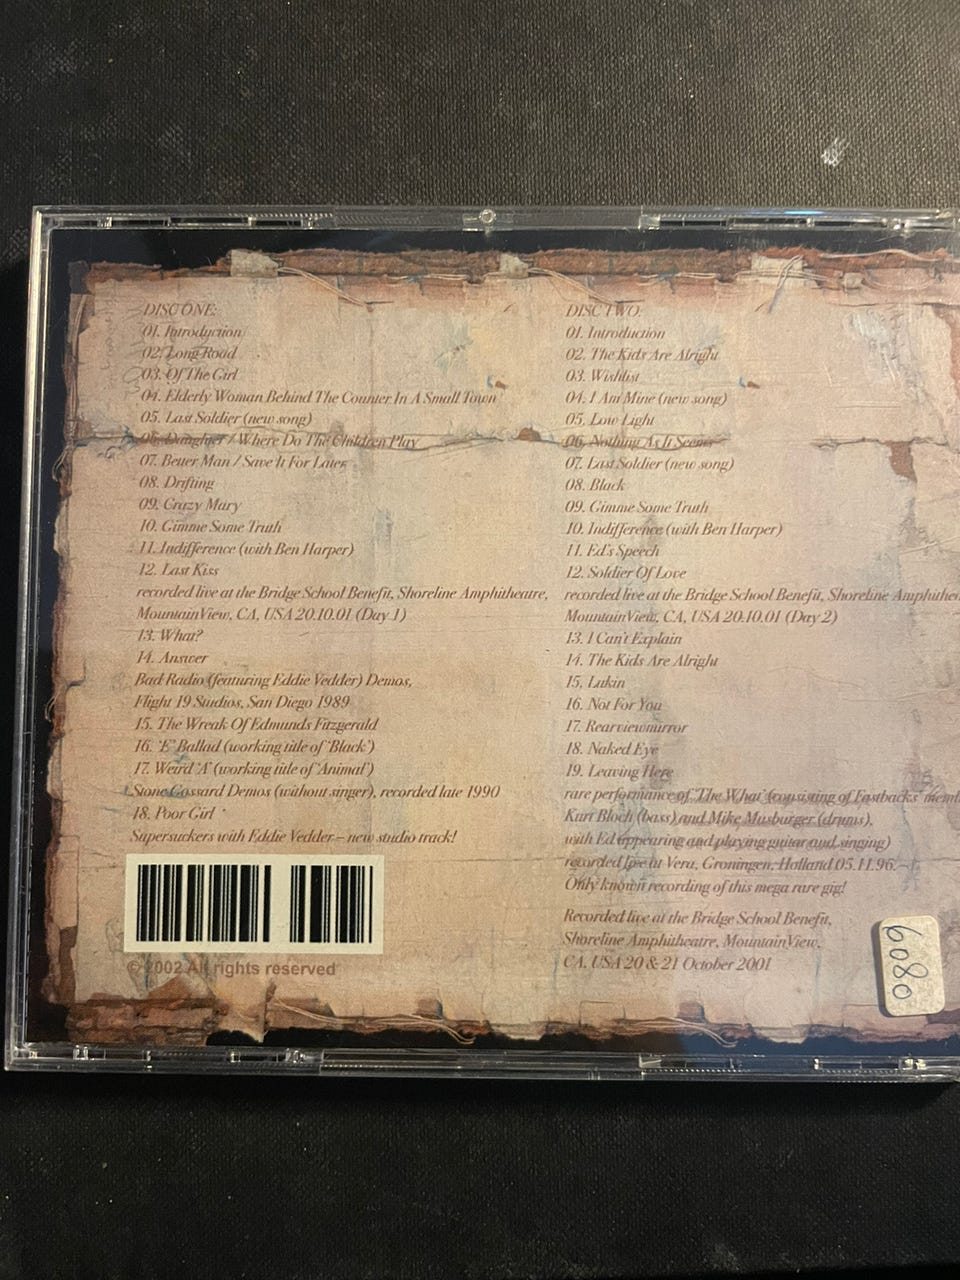 DISC ONE:
01. Introduction
02. Long Road
03. Of The Girl
04. Elderly Woman Behind The Counter In A Small Town
05. Last Soldier (new song)
06. Daughter / Where Do The Children Play
07. Better Man / Save It For Later
08. Drifting
09. Crazy Mary
10. Gimme Some Truth
11. Indifference (with Ben Harper)
12. Last Kiss
recorded live at the Bridge School Benefit, Shoreline Amphitheatre,
MountainView, CA, USA 20.10.01 (Day 1)
13. What?
14. Answer
Bad Radio (featuring Eddie Vedder) Demos,
Flight 19 Studios, San Diego 1989
15. The Wreak Of Edmunds Fitzgerald
16. 'E' Ballad (working title of 'Black')
17. Weird 'A' (working title of 'Animal')
Stone Gossard Demos (without singer), recorded late 1990
18. Poor Girl
Supersuckers with Eddie Vedder – new studio track!
© 2002 All rights reserved
DISC TWO:
01. Introduction
02. The Kids Are Alright
03. Wishlist
04. I Am Mine (new song)
05. Low Light
06. Nothing As It Seems
07. Last Soldier (new song)
08. Black
09. Gimme Some Truth
10. Indifference (with Ben Harper)
11. Ed's Speech
12. Soldier Of Love
recorded live at the Bridge School Benefit, Shoreline
MountainView, CA, USA 20.10.01 (Day 2)
13. I Can't Explain
14. The Kids Are Alright
15. Lukin
16. Not For You
17. Rearviewmirror
18. Naked Eye
19. Leaving Here
rare performance of 'The What' (consisting of Fastbacks'
Kurt Bloch (bass) and Mike Musburger (drums),
with Ed appearing and playing guitar and singing)
recorded live at Vera, Groningen, Holland 05.11.96.
Only known recording of this mega rare gig!
Recorded live at the Bridge School Benefit,
Shoreline Amphitheatre, MountainView,
CA, USA 20 & 21 October 2001
6080